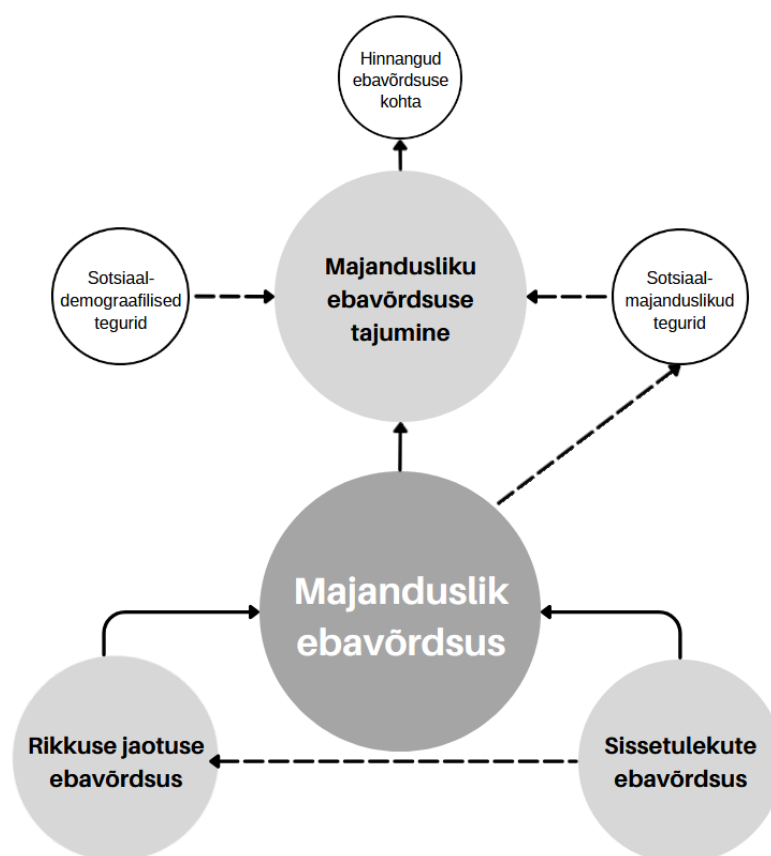 Hinnangud
ebavõrdsuse
kohta
Sotsiaal-
demograafilised
tegurid
Majandusliku
ebavõrdsuse
tajumine
Sotsiaal-
majanduslikud
tegurid
Majanduslik
ebavõrdsus
Rikkuse jaotuse
ebavõrdsus
Sissetulekute
ebavõrdsus